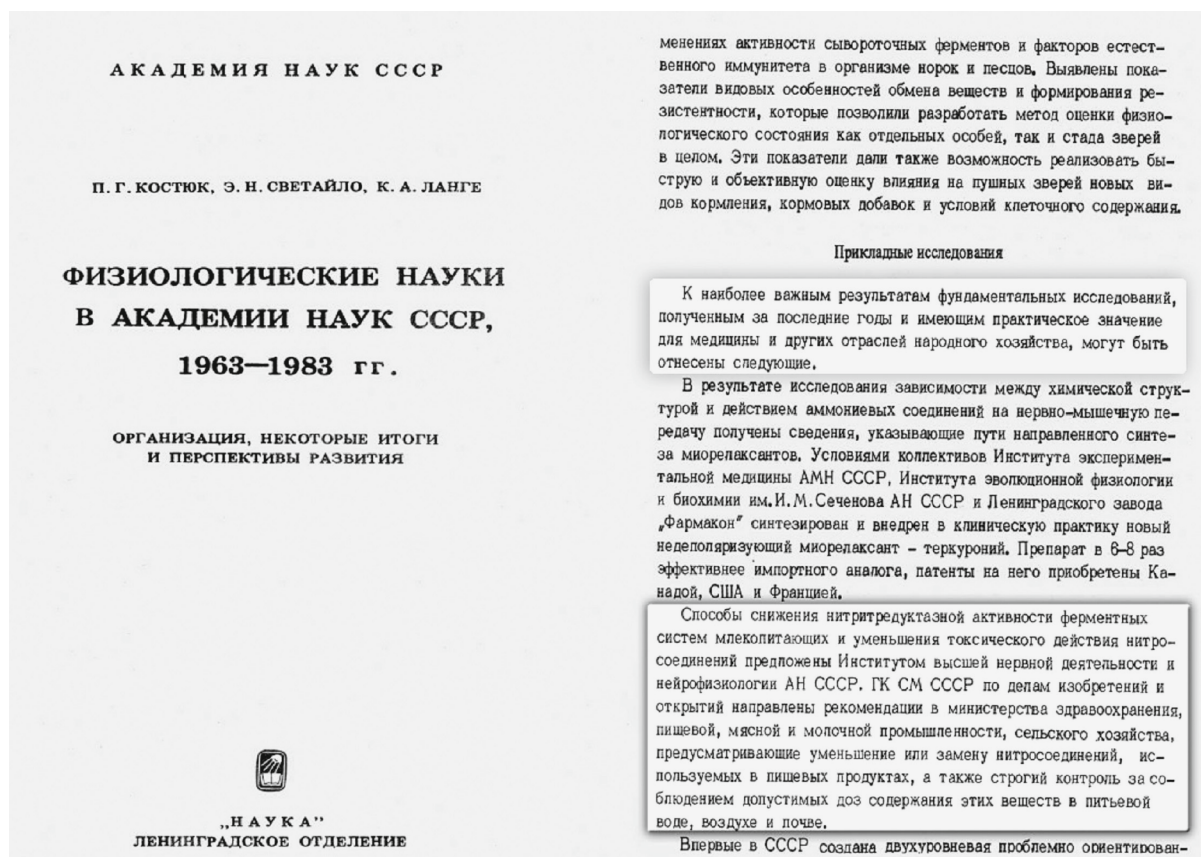 АКАДЕМИЯ НАУК СССР
П. Г. КОСТЮК, Э. Н. СВЕТАЙЛО, К. А. ЛАНГЕ
ФИЗИОЛОГИЧЕСКИЕ НАУКИ
В АКАДЕМИИ НАУК СССР,
1963—1983 гг.
ОРГАНИЗАЦИЯ, НЕКОТОРЫЕ ИТОГИ
И ПЕРСПЕКТИВЫ РАЗВИТИЯ
„НАУКА”
ЛЕНИНГРАДСКОЕ ОТДЕЛЕНИЕ
менениях активности сывороточных ферментов и факторов естест-
венного иммунитета в организме норок и песцов. Выявлены пока-
затели видовых особенностей обмена веществ и формирования ре-
зистентности, которые позволили разработать метод оценки физио-
логического состояния как отдельных особей, так и стада зверей
в целом. Эти показатели дали также возможность реализовать бы-
струю и объективную оценку влияния на пушных зверей новых ви-
дов кормления, кормовых добавок и условий клеточного содержания.
Прикладные исследования
К наиболее важным результатам фундаментальных исследований,
полученным за последние годы и имеющим практическое значение
для медицины и других отраслей народного хозяйства, могут быть
отнесены следующие.
В результате исследования зависимости между химической струк-
турой и действием аммониевых соединений на нервно-мышечную пе-
редачу получены сведения, указывающие пути направленного синте-
за миорелаксантов. Условиями коллективов Института эксперимен-
тальной медицины АМН СССР, Института эволюционной физиологии
и биохимии им. И. М. Сеченова АН СССР и Ленинградского завода
„Фармакон” синтезирован и внедрен в клиническую практику новый
недеполяризующий миорелаксант – теркуроний. Препарат в 6–8 раз
эффективнее импортного аналога, патенты на него приобретены Ка-
надой, США и Францией.
Способы снижения нитритредуктазной активности ферментных
систем млекопитающих и уменьшения токсического действия нитро-
соединений предложены Институтом высшей нервной деятельности и
нейрофизиологии АН СССР. ГК СМ СССР по делам изобретений и
открытий направлены рекомендации в министерства здравоохранения,
пищевой, мясной и молочной промышленности, сельского хозяйства,
предусматривающие уменьшение или замену нитросоединений, ис-
пользуемых в пищевых продуктах, а также строгий контроль за со-
блюдением допустимых доз содержания этих веществ в питьевой
воде, воздухе и почве.
Впервые в СССР создана двухуровневая проблемно ориентирован-